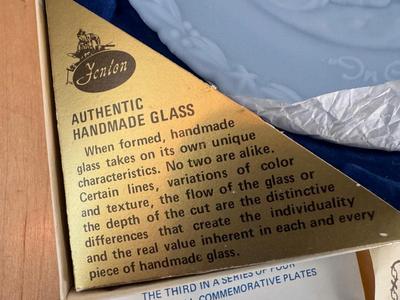 Fenton
AUTHENTIC
HANDMADE GLASS
When formed, handmade
glass takes on its own unique
characteristics. No two are alike.
Certain lines, variations of color
and texture, the flow of the glass or
the depth of the cut are the distinctive
differences that create the individuality
and the real value inherent in each and every
piece of handmade glass.
THE THIRD IN A SERIES OF FOUR
COMMEMORATIVE PLATES